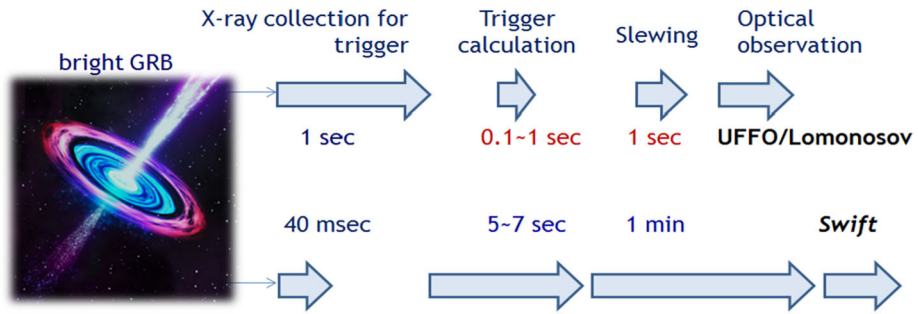 X-ray collection for
trigger
Trigger
calculation
Slewing
Optical
observation
bright GRB
1 sec
0.1~1 sec
1 sec
UFFO/Lomonosov
40 msec
5~7 sec
1 min
Swift